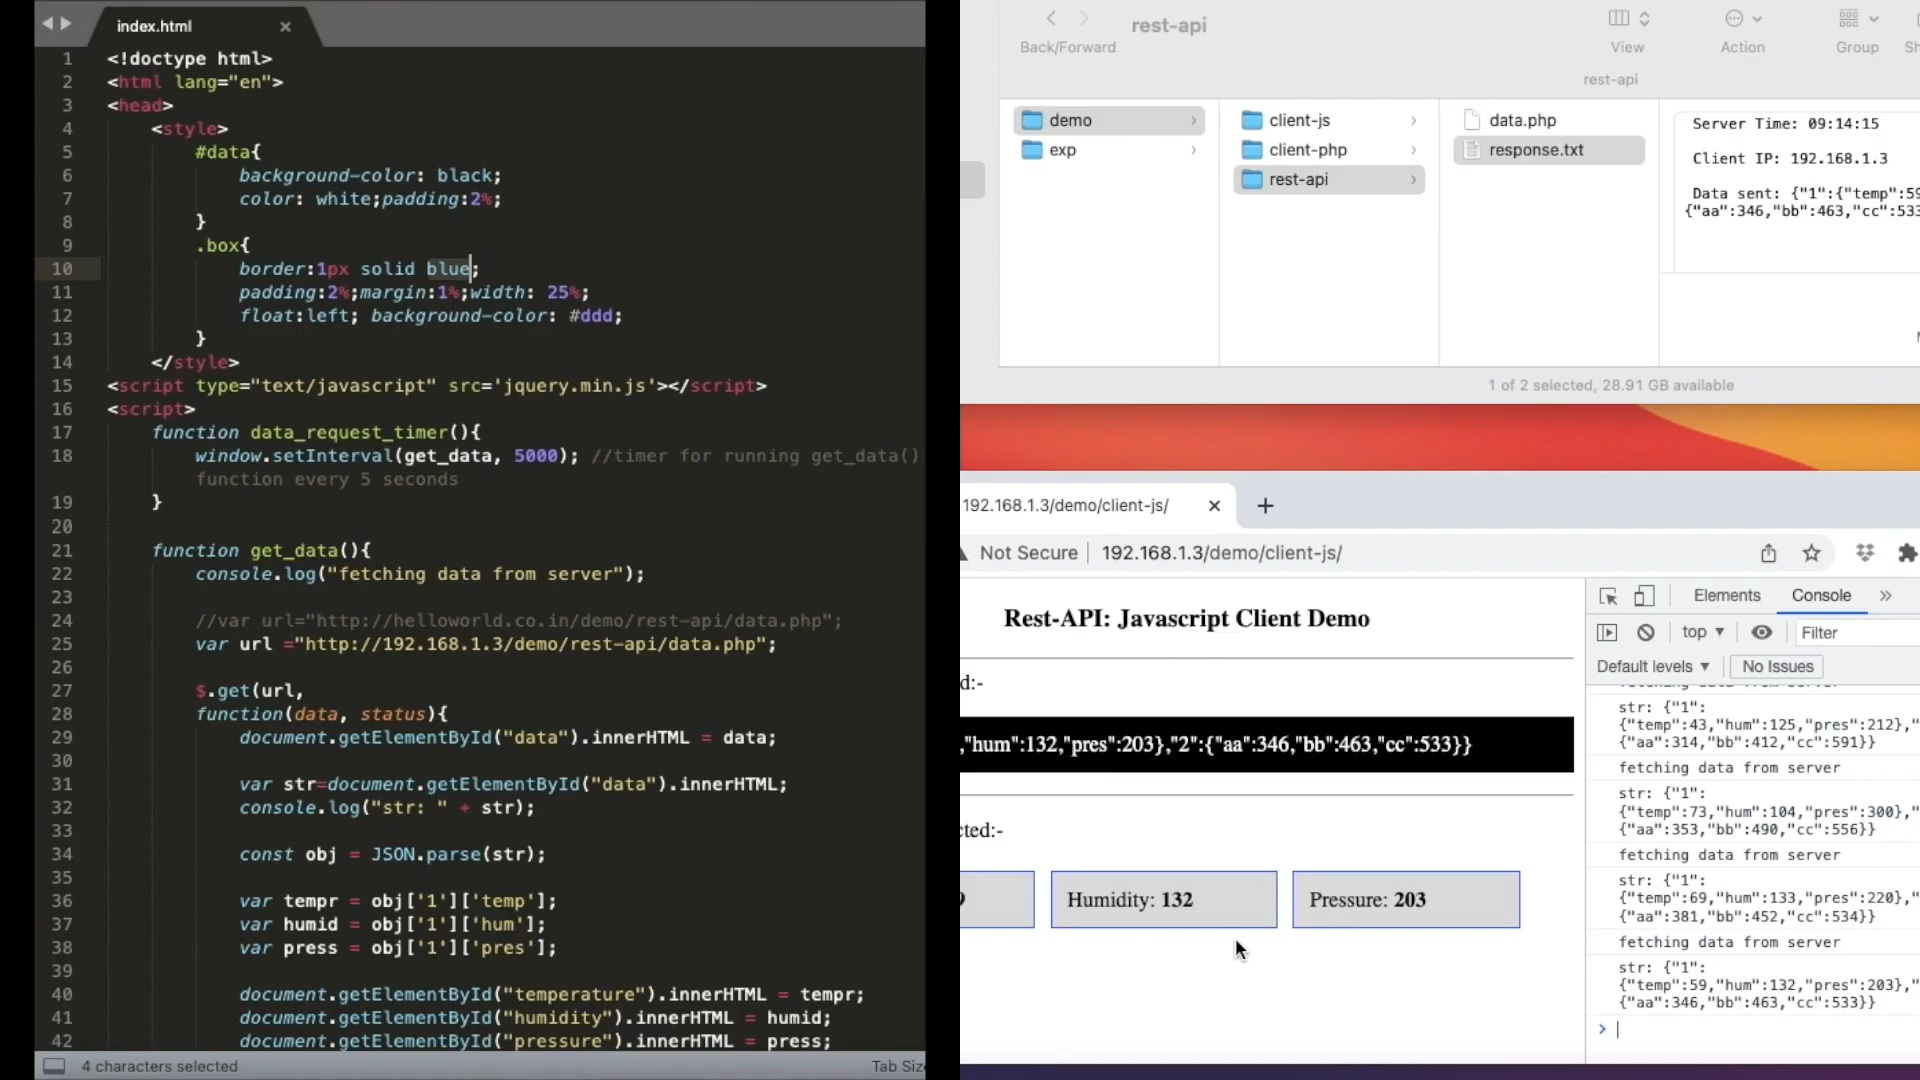 index.html
1 <!doctype html>
2 <html lang="en">
3 <head>
4 <style>
5 #data{
6 background-color: black;
7 color: white;padding:2%;
8 }
9 .box{
10 border:1px solid blue;
11 padding:2%;margin:1%;width: 25%;
12 float:left; background-color: #ddd;
13 }
14 </style>
15 <script type="text/javascript" src='jquery.min.js'></script>
16 <script>
17 function data_request_timer(){
18 window.setInterval(get_data, 5000); //timer for running get_data()
function every 5 seconds
19 }
20
21 function get_data(){
22 console.log("fetching data from server");
23
24 //var url="http://helloworld.co.in/demo/rest-api/data.php";
25 var url ="http://192.168.1.3/demo/rest-api/data.php";
26
27 $.get(url,
28 function(data, status){
29 document.getElementById("data").innerHTML = data;
30
31 var str=document.getElementById("data").innerHTML;
32 console.log("str: " + str);
33
34 const obj = JSON.parse(str);
35
36 var tempr = obj['1']['temp'];
37 var humid = obj['1']['hum'];
38 var press = obj['1']['pres'];
39
40 document.getElementById("temperature").innerHTML = tempr;
41 document.getElementById("humidity").innerHTML = humid;
42 document.getElementById("pressure").innerHTML = press;
4 characters selected
Tab Siz
rest-api
Back/Forward
View
Action
Group
Sh
rest-api
demo
exp
client-js
client-php
rest-api
data.php
response.txt
Server Time: 09:14:15
Client IP: 192.168.1.3
Data sent: {"1":{"temp":59
{"aa":346,"bb":463,"cc":533
1 of 2 selected, 28.91 GB available
192.168.1.3/demo/client-js/
Not Secure 192.168.1.3/demo/client-js/
Rest-API: Javascript Client Demo
d:-
,"hum":132,"pres":203},"2":{"aa":346,"bb":463,"cc":533}}
cted:-
Humidity: 132
Pressure: 203
Elements
Console
top
Filter
Default levels
No Issues
fetching data from server
str: {"1":
{"temp":43,"hum":125,"pres":212},"
{"aa":314,"bb":412,"cc":591}}
fetching data from server
str: {"1":
{"temp":73,"hum":104,"pres":300},"
{"aa":353,"bb":490,"cc":556}}
fetching data from server
str: {"1":
{"temp":69,"hum":133,"pres":220},"
{"aa":381,"bb":452,"cc":534}}
fetching data from server
str: {"1":
{"temp":59,"hum":132,"pres":203},"
{"aa":346,"bb":463,"cc":533}}